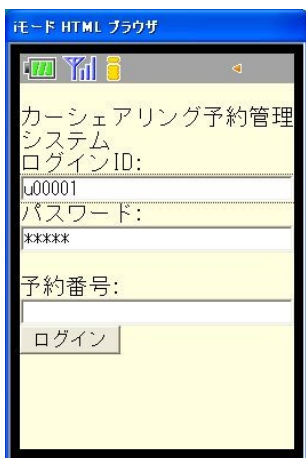 iモード HTML ブラウザ
カーシェアリング予約管理
システム
ログインID:
u00001
パスワード:
*****
予約番号:
ログイン